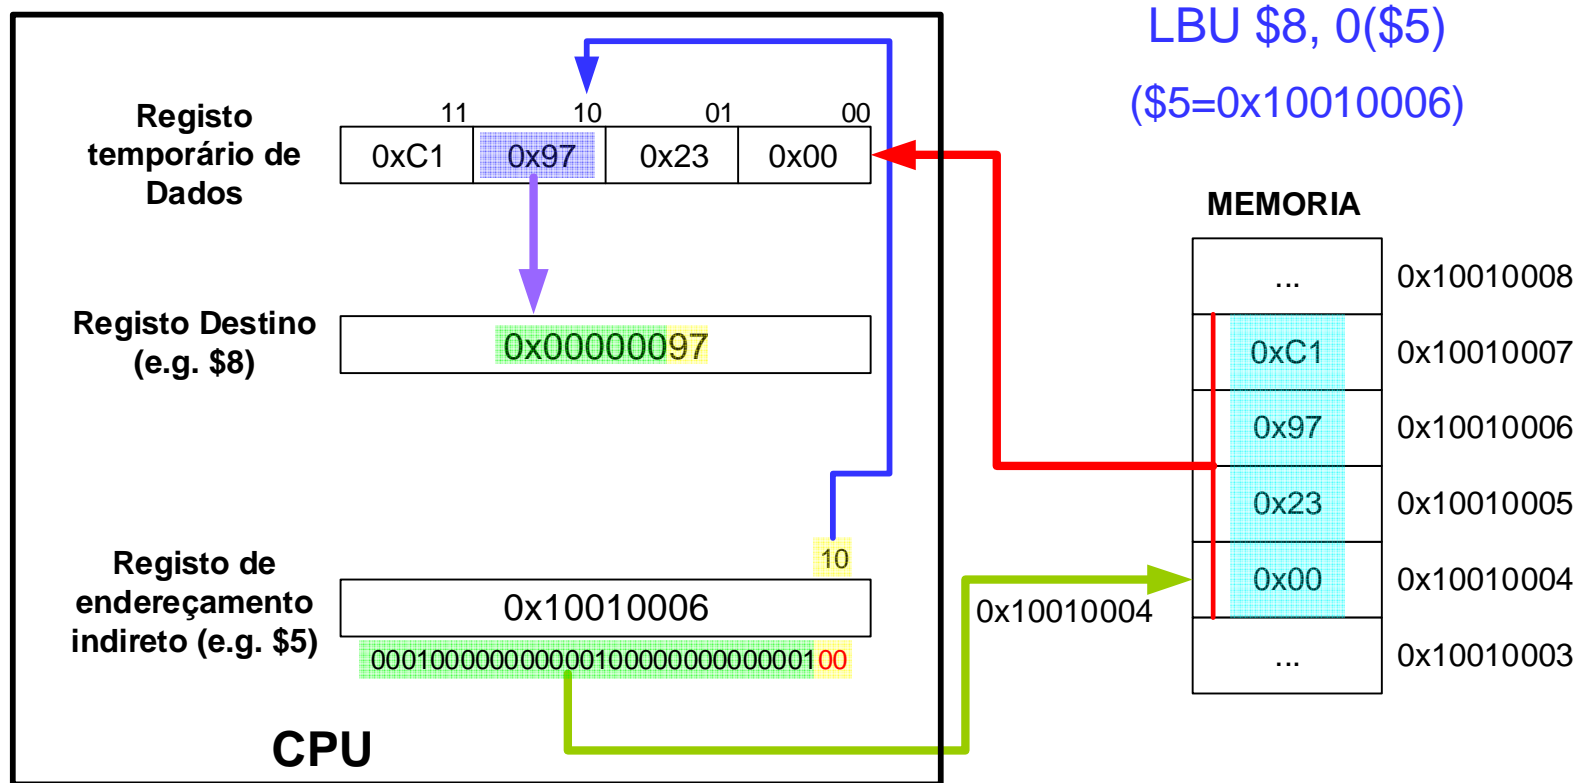 LBU $8, 0($5)
($5=0x10010006)
Registo
temporário de
Dados
11 10 01 00
0xC1 0x97 0x23 0x00
Registo Destino
(e.g. $8)
0x00000097
10
Registo de
endereçamento
indireto (e.g. $5)
0x10010006
00010000000000010000000000000100
CPU
0x10010004
MEMORIA
... 0x10010008
0xC1 0x10010007
0x97 0x10010006
0x23 0x10010005
0x00 0x10010004
... 0x10010003